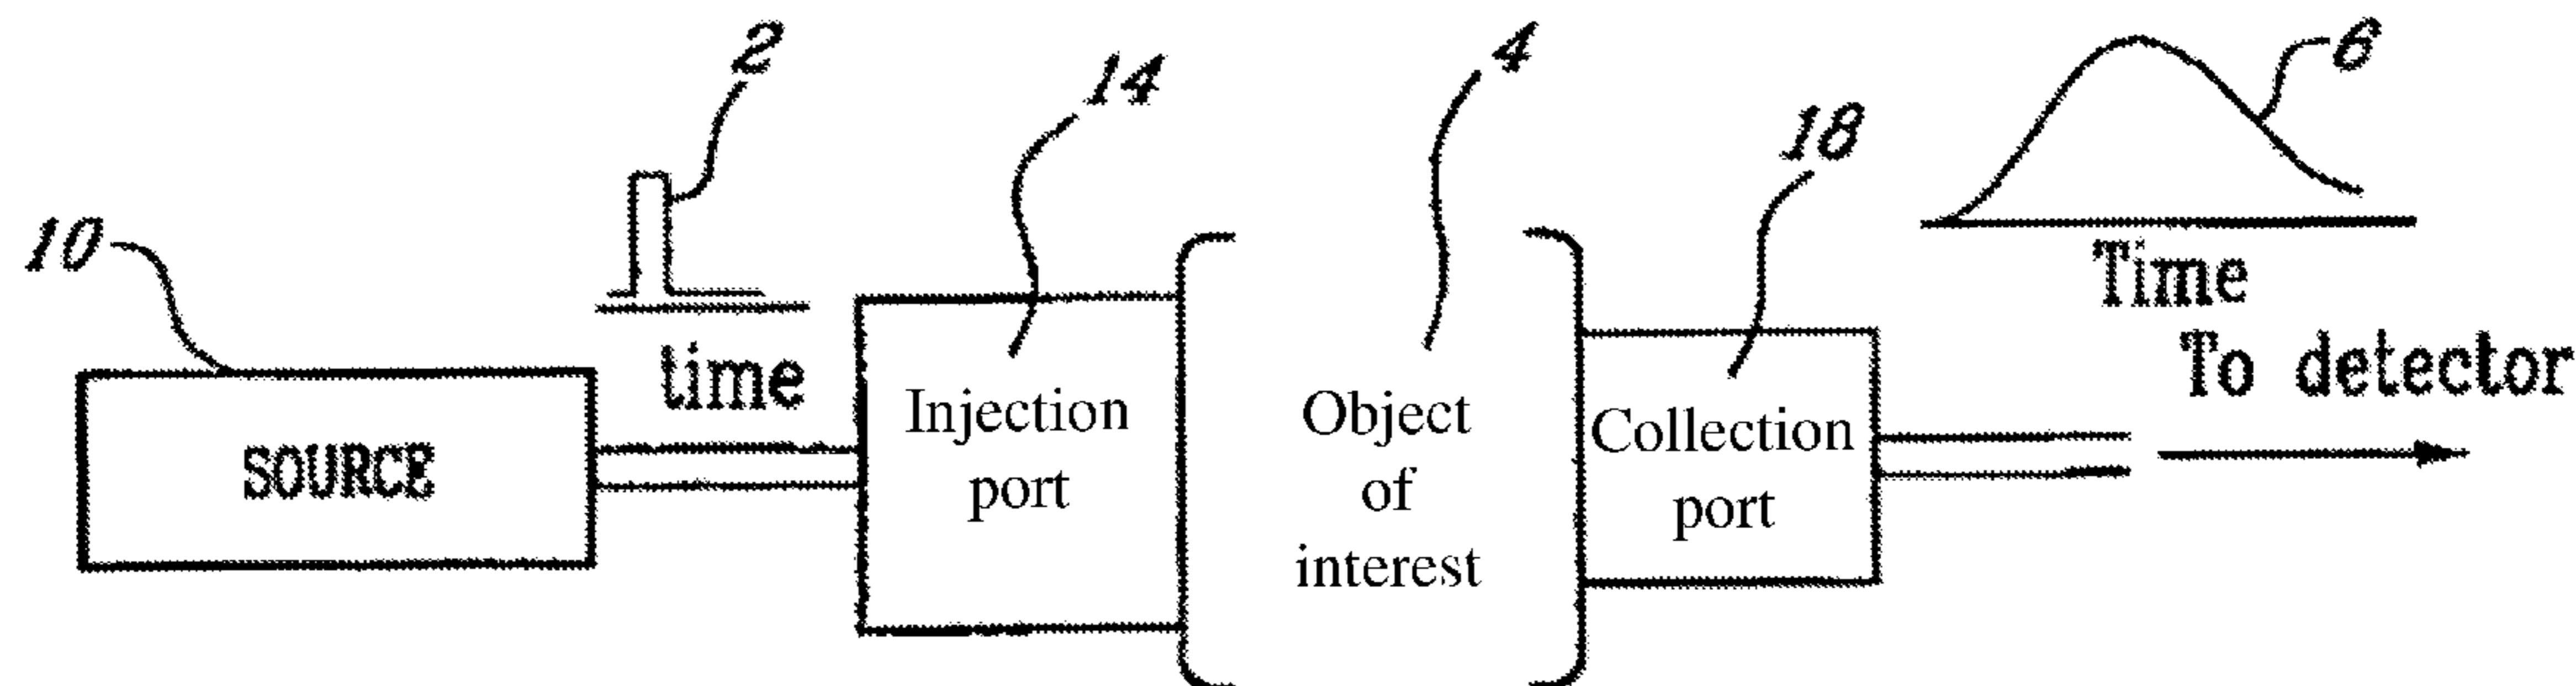 2
4
6
14
18
10
Time
time
To detector
SOURCE
Injection
port
Object
of
interest
Collection
port